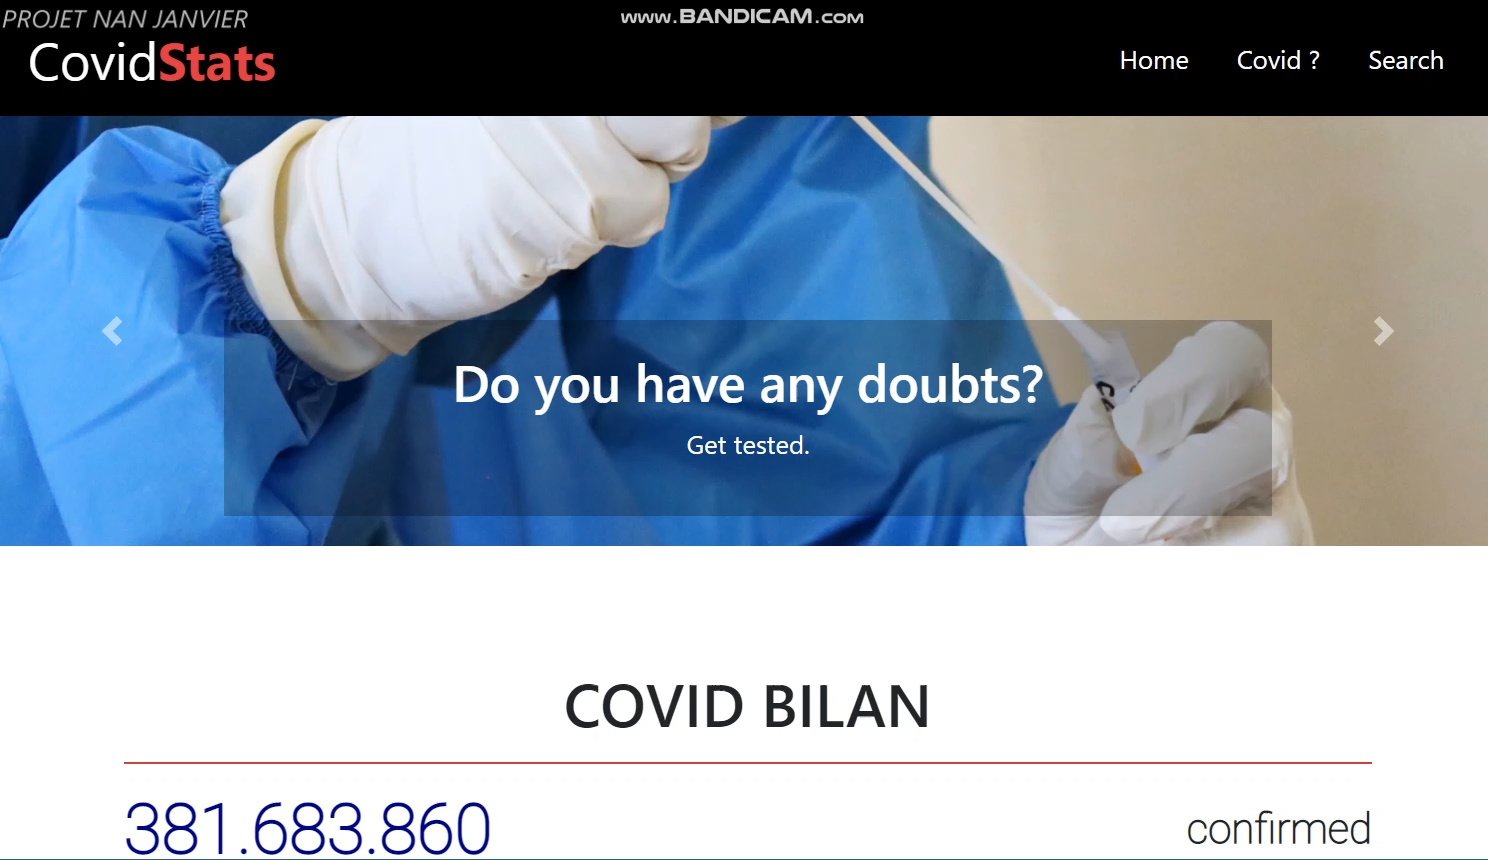 PROJET NAN JANVIER
www.BANDICAM.com
CovidStats
Home Covid ? Search
Do you have any doubts?
Get tested.
COVID BILAN
381.683.860 confirmed